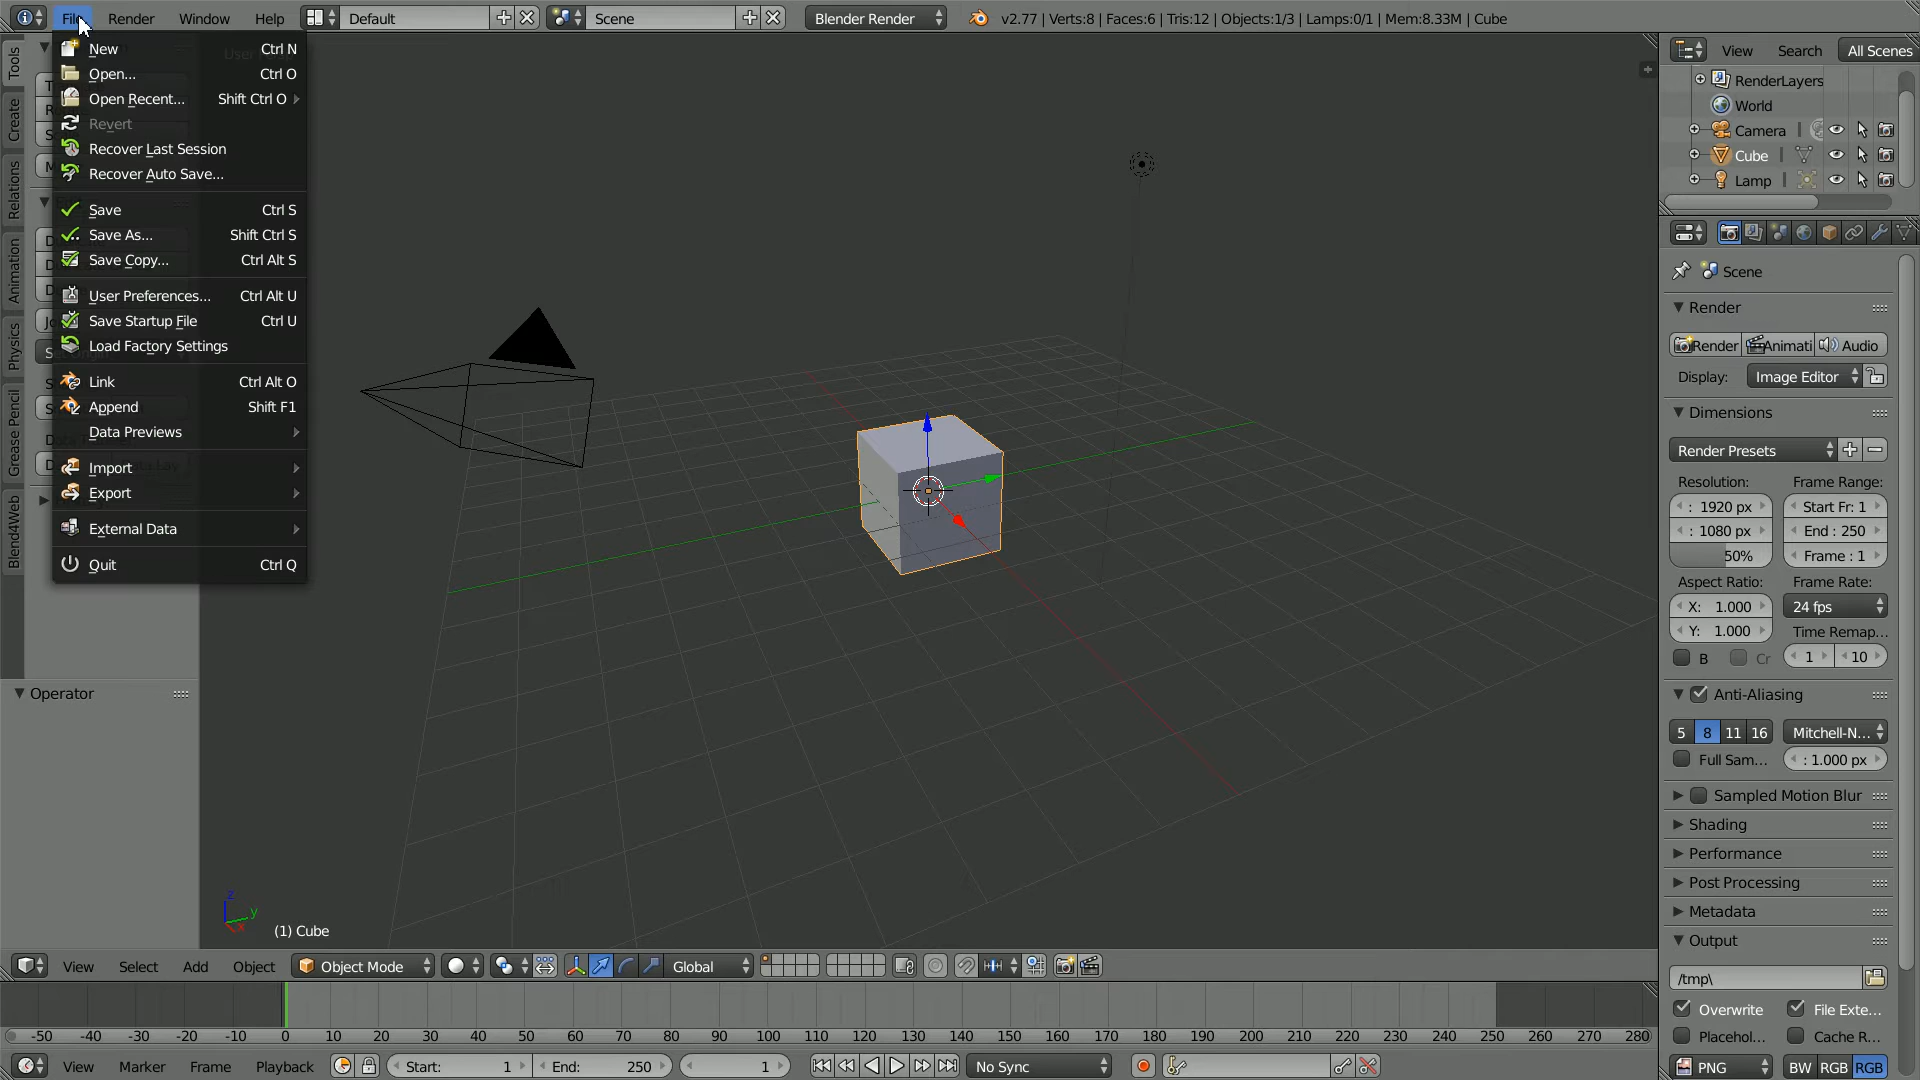 File Render Window Help Default Scene Blender Render v2.77 | Verts:8 | Faces:6 | Tris:12 | Objects:1/3 | Lamps:0/1 | Mem:8.33M | Cube
New Ctrl N
Open... Ctrl O
Open Recent... Shift Ctrl O
Revert
Recover Last Session
Recover Auto Save...
Save Ctrl S
Save As... Shift Ctrl S
Save Copy... Ctrl Alt S
User Preferences... Ctrl Alt U
Save Startup File Ctrl U
Load Factory Settings
Link Ctrl Alt O
Append Shift F1
Data Previews
Import
Export
External Data
Quit Ctrl Q
Tools
Create
Relations
Animation
Physics
Grease Pencil
Blend4Web
Operator
z
y
x
(1) Cube
View Search All Scenes
RenderLayers
World
Camera |
Cube |
Lamp |
Scene
Render
Render Animati Audio
Display: Image Editor
Dimensions
Render Presets
Resolution: Frame Range:
: 1920 px Start Fr: 1
: 1080 px End : 250
50% Frame : 1
Aspect Ratio: Frame Rate:
X: 1.000 24 fps
Y: 1.000 Time Remap...
B Cr 1 10
Anti-Aliasing
5 8 11 16 Mitchell-N...
Full Sam... : 1.000 px
Sampled Motion Blur
Shading
Performance
Post Processing
Metadata
Output
/tmp\
Overwrite File Exte...
Placehol... Cache R...
PNG BW RGB RGB
View Select Add Object Object Mode Global
-50 -40 -30 -20 -10 0 10 20 30 40 50 60 70 80 90 100 110 120 130 140 150 160 170 180 190 200 210 220 230 240 250 260 270 280
View Marker Frame Playback Start: 1 End: 250 1 No Sync